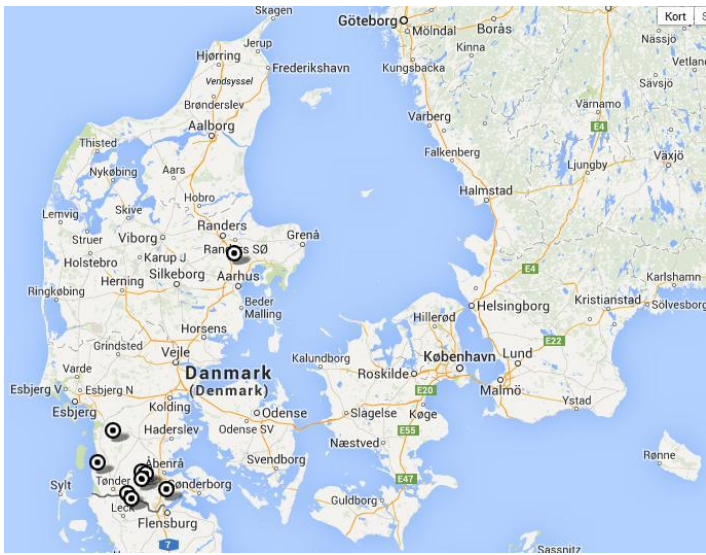 Skagen
Göteborg
Borås
Kort
Mölndal
Nässjö
Jerup
Kinna
Hjørring
Vetlanda
Kungsbacka
Frederikshavn
Sävsjö
Vendsyssel
Brønderslev
Värnamo
Varberg
E4
Aalborg
Thisted
Falkenberg
Växjö
Nykøbing
Aars
Ljungby
Hobro
Halmstad
Lemvig
Skive
Randers
Grenå
Struer
Viborg
Randers SØ
Holstebro
Karup J
E4
Silkeborg
Aarhus
Karlshamn
Herning
Ringkøbing
Helsingborg
Kristianstad
Beder
Malling
Sölvesborg
Hillerød
Horsens
Grindsted
E22
Vejle
København
Lund
Kalundborg
Varde
Danmark
(Denmark)
Roskilde
Esbjerg V
Esbjerg N
Malmö
E20
Kolding
Ystad
Esbjerg
Odense
Slagelse
Køge
Odense SV
Haderslev
E55
Næstved
Rønne
Svendborg
Åbenrå
E47
Sylt
Tønder
Sønderborg
Guldborg
Leck
Flensburg
7
Sassnitz